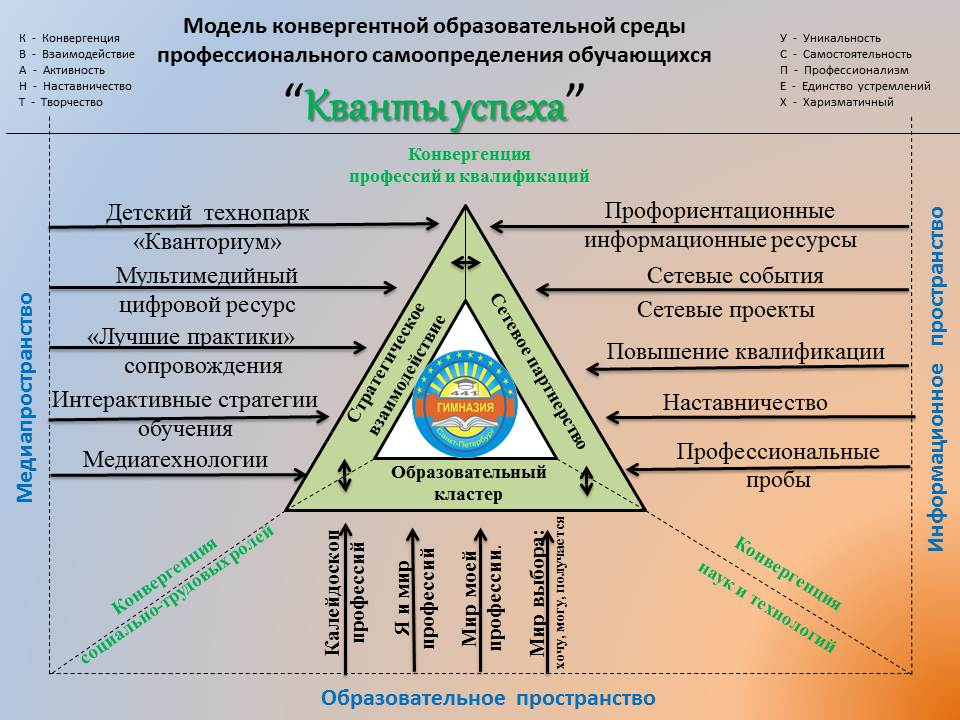 Модель конвергентной образовательной среды
профессионального самоопределения обучающихся
“Кванты успеха”
К - Конвергенция
В - Взаимодействие
А - Активность
Н - Наставничество
Т - Творчество
У - Уникальность
С - Самостоятельность
П - Профессионализм
Е - Единство устремлений
Х - Харизматичный
Конвергенция
профессий и квалификаций
Медиапространство
Детский технопарк
«Кванториум»
Мультимедийный
цифровой ресурс
«Лучшие практики»
сопровождения
Интерактивные стратегии
обучения
Медиатехнологии
Стратегическое
взаимодействие
Сетевое партнерство
441
ГИМНАЗИЯ
Санкт-Петербург
Образовательный
кластер
Профориентационные
информационные ресурсы
Сетевые события
Сетевые проекты
Повышение квалификации
Наставничество
Профессиональные
пробы
Информационное пространство
Конвергенция
социально-трудовых ролей
Калейдоскоп
профессий
Я и мир
профессий
Мир моей
профессии.
Мир выбора:
хочу, могу, получается
Конвергенция
наук и технологий
Образовательное пространство